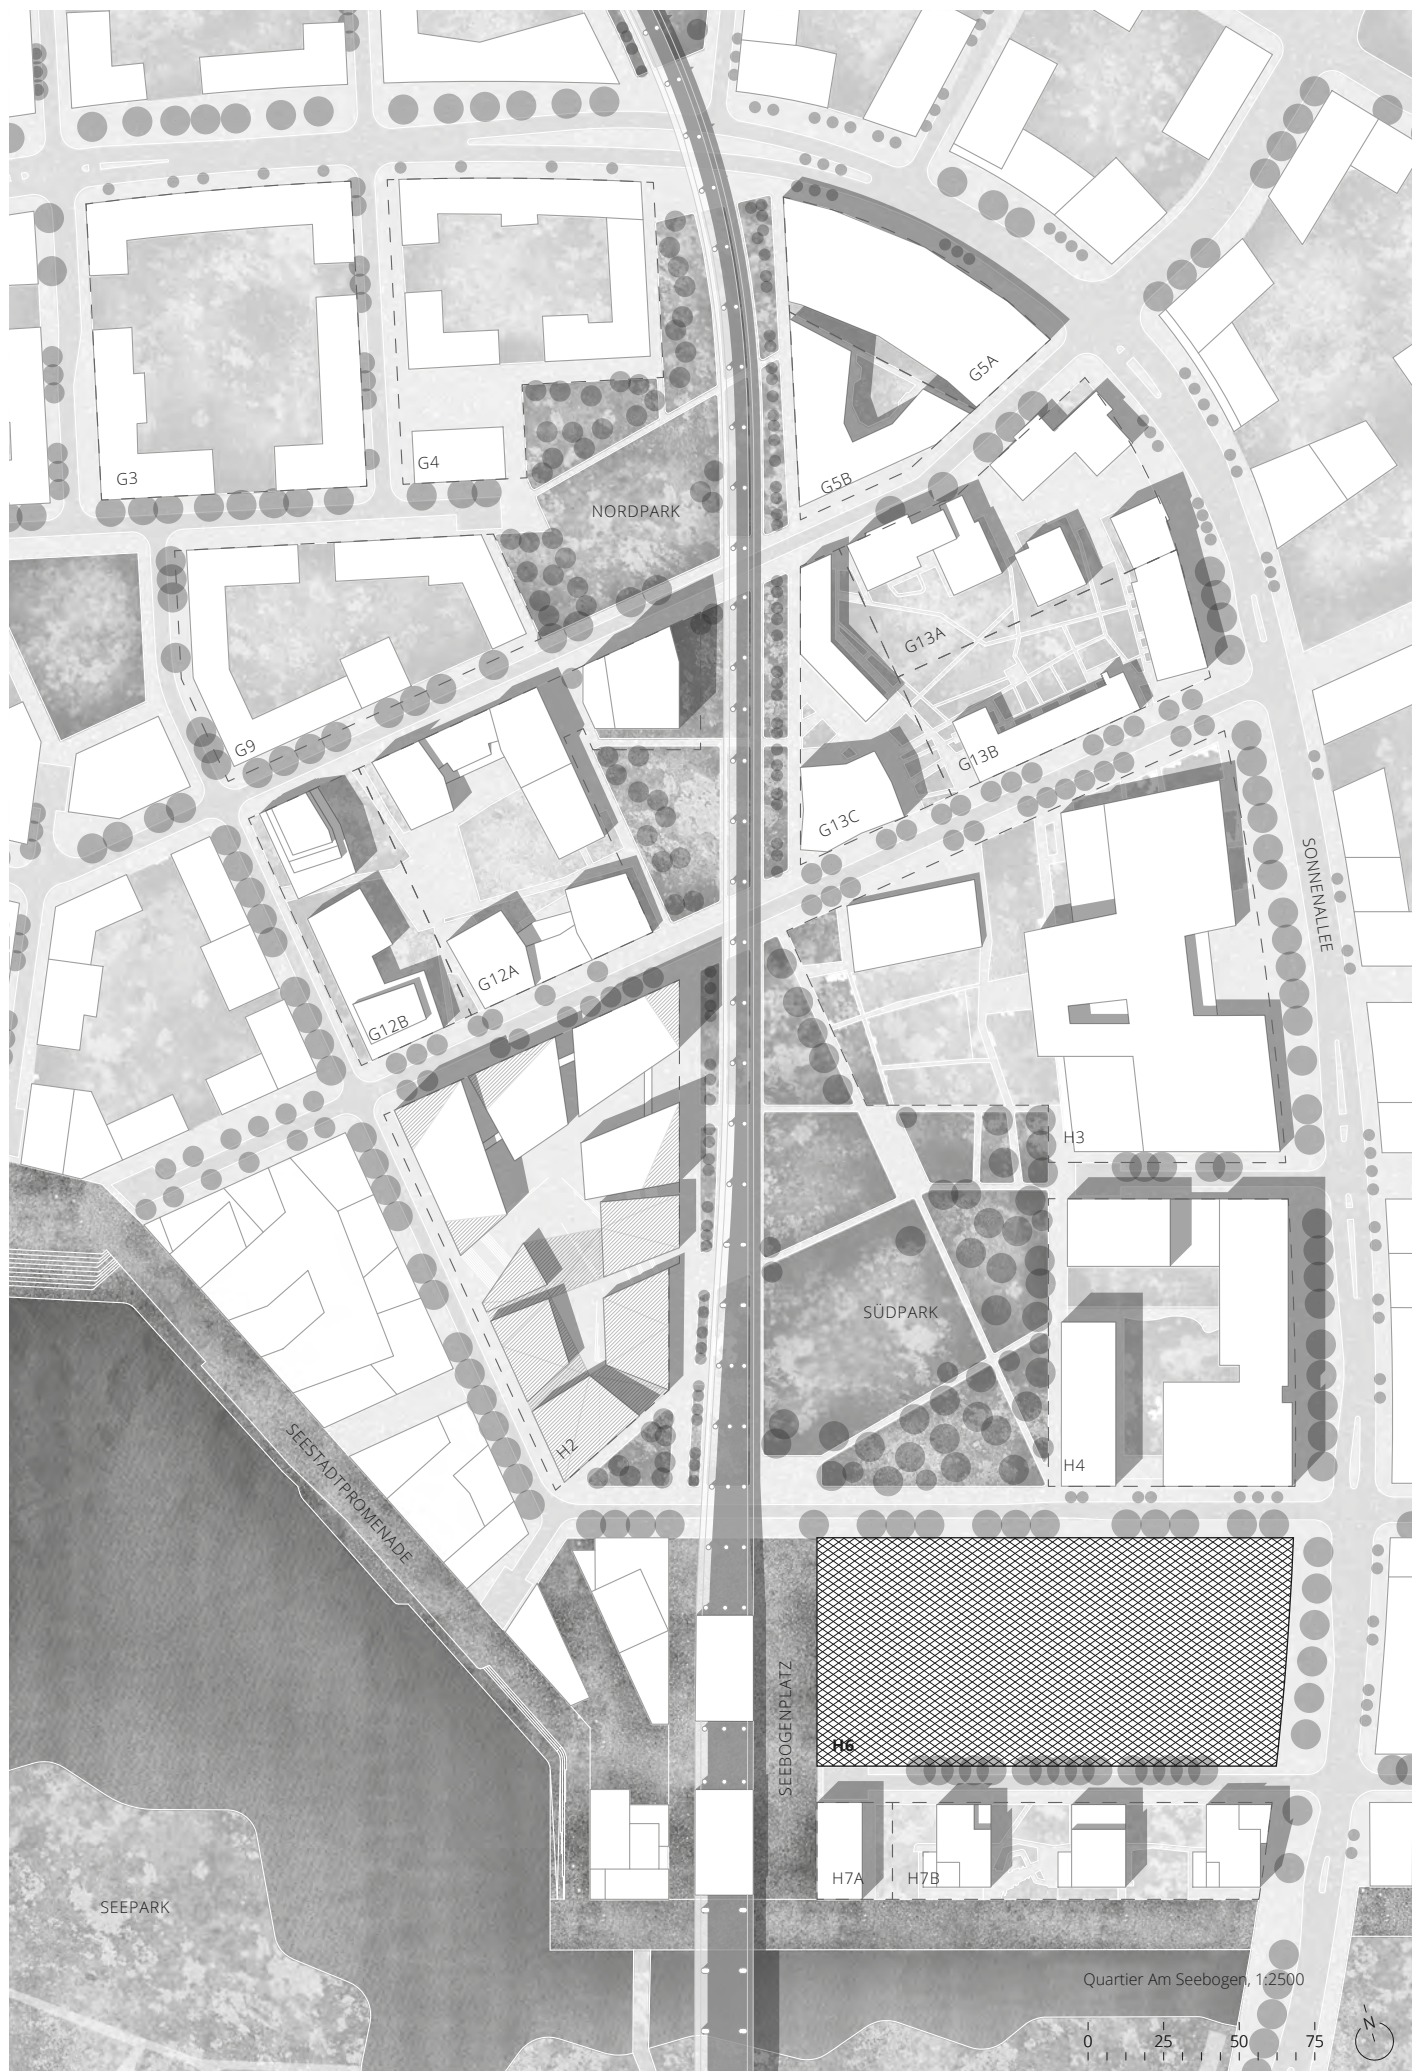 G3
G4
G5A
G5B
NORDPARK
G13A
G9
G13B
G13C
SONNENALLEE
G12A
G12B
H3
SÜDPARK
H2
H4
SEESTADTPROMENADE
SEEBOGENPLATZ
H6
H7A
H7B
SEEPARK
Quartier Am Seebogen, 1:2500
0 25 50 75
N